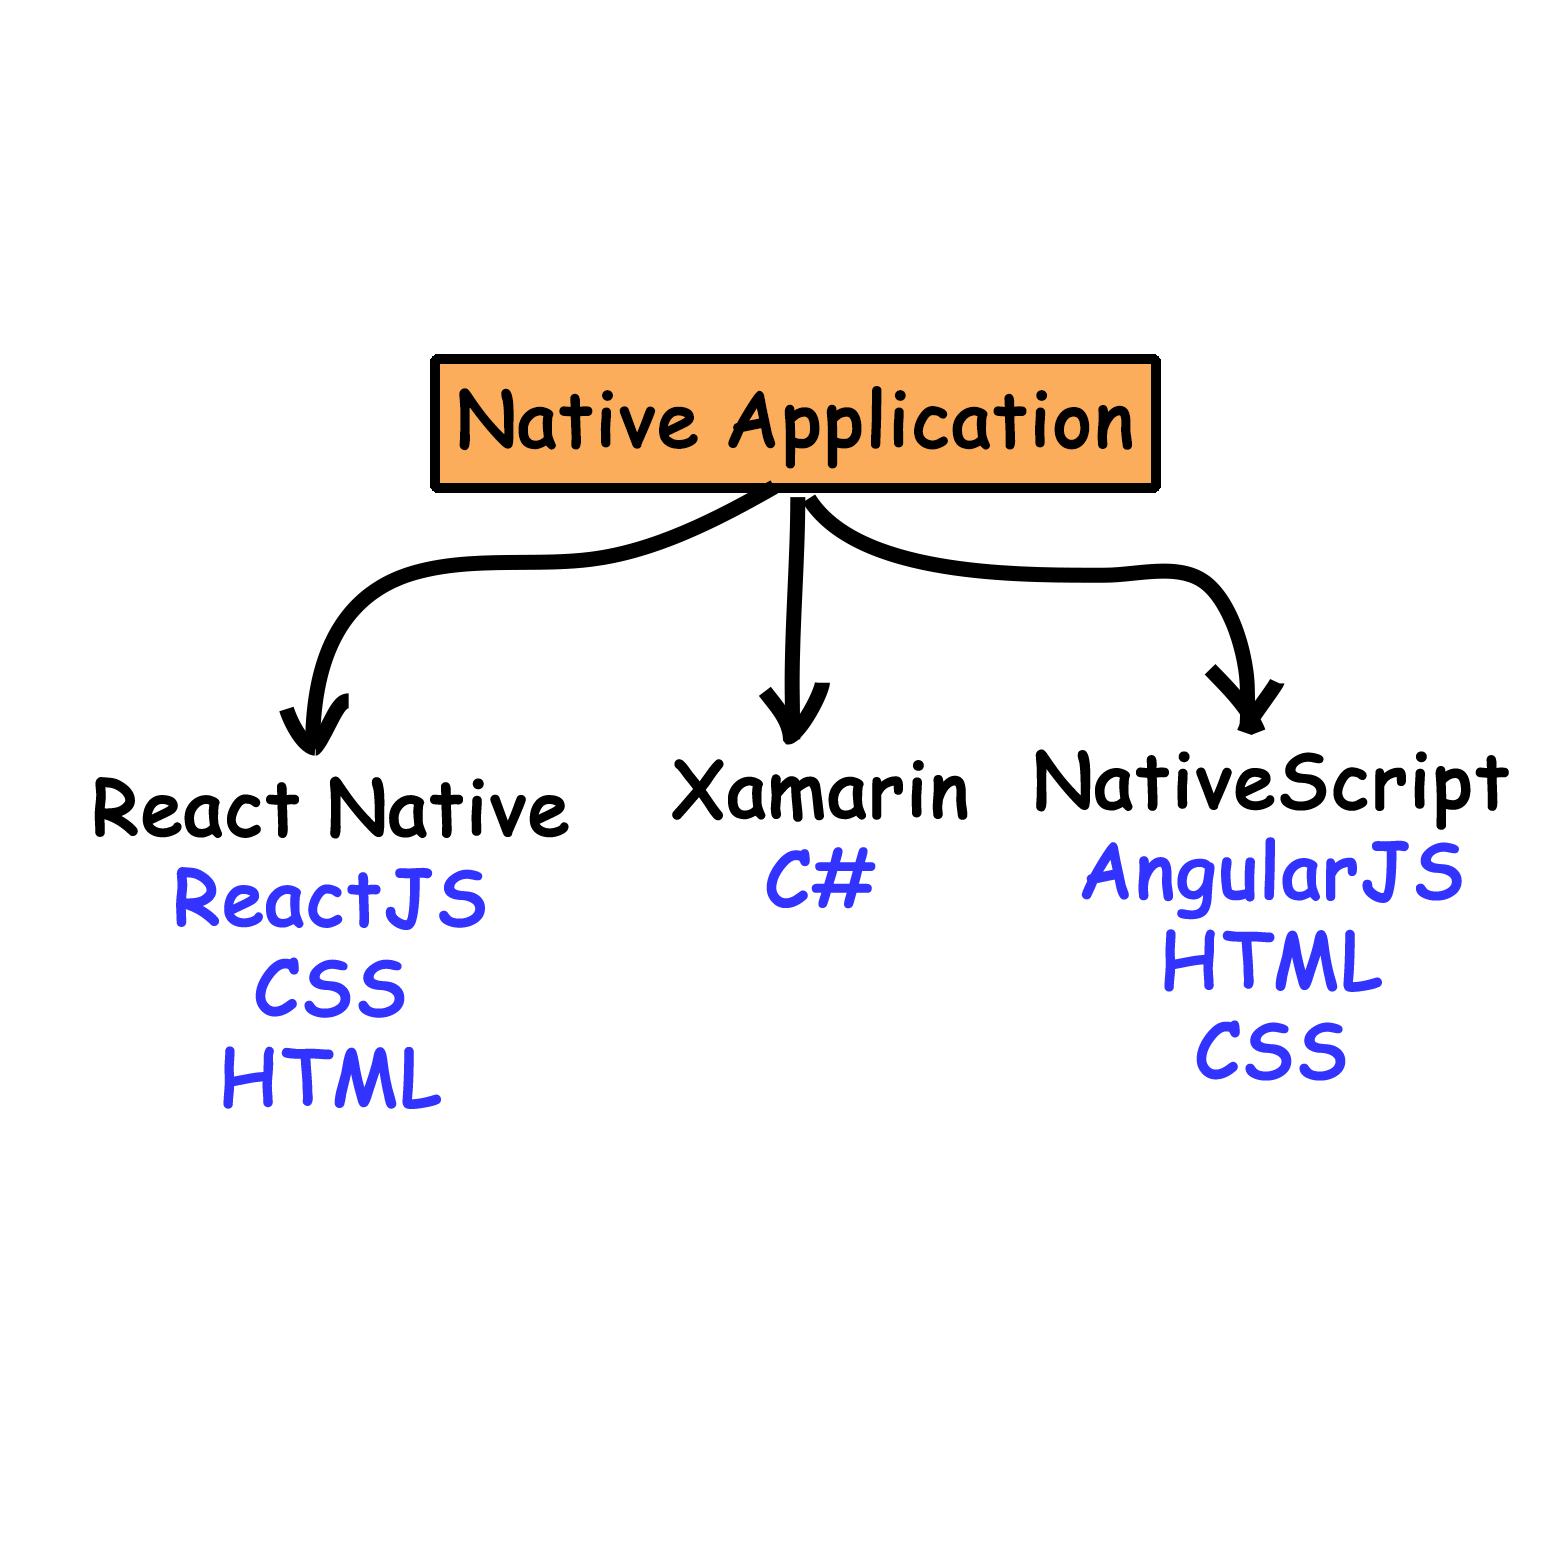 Native Application
React Native
ReactJS
CSS
HTML
Xamarin
C#
NativeScript
AngularJS
HTML
CSS